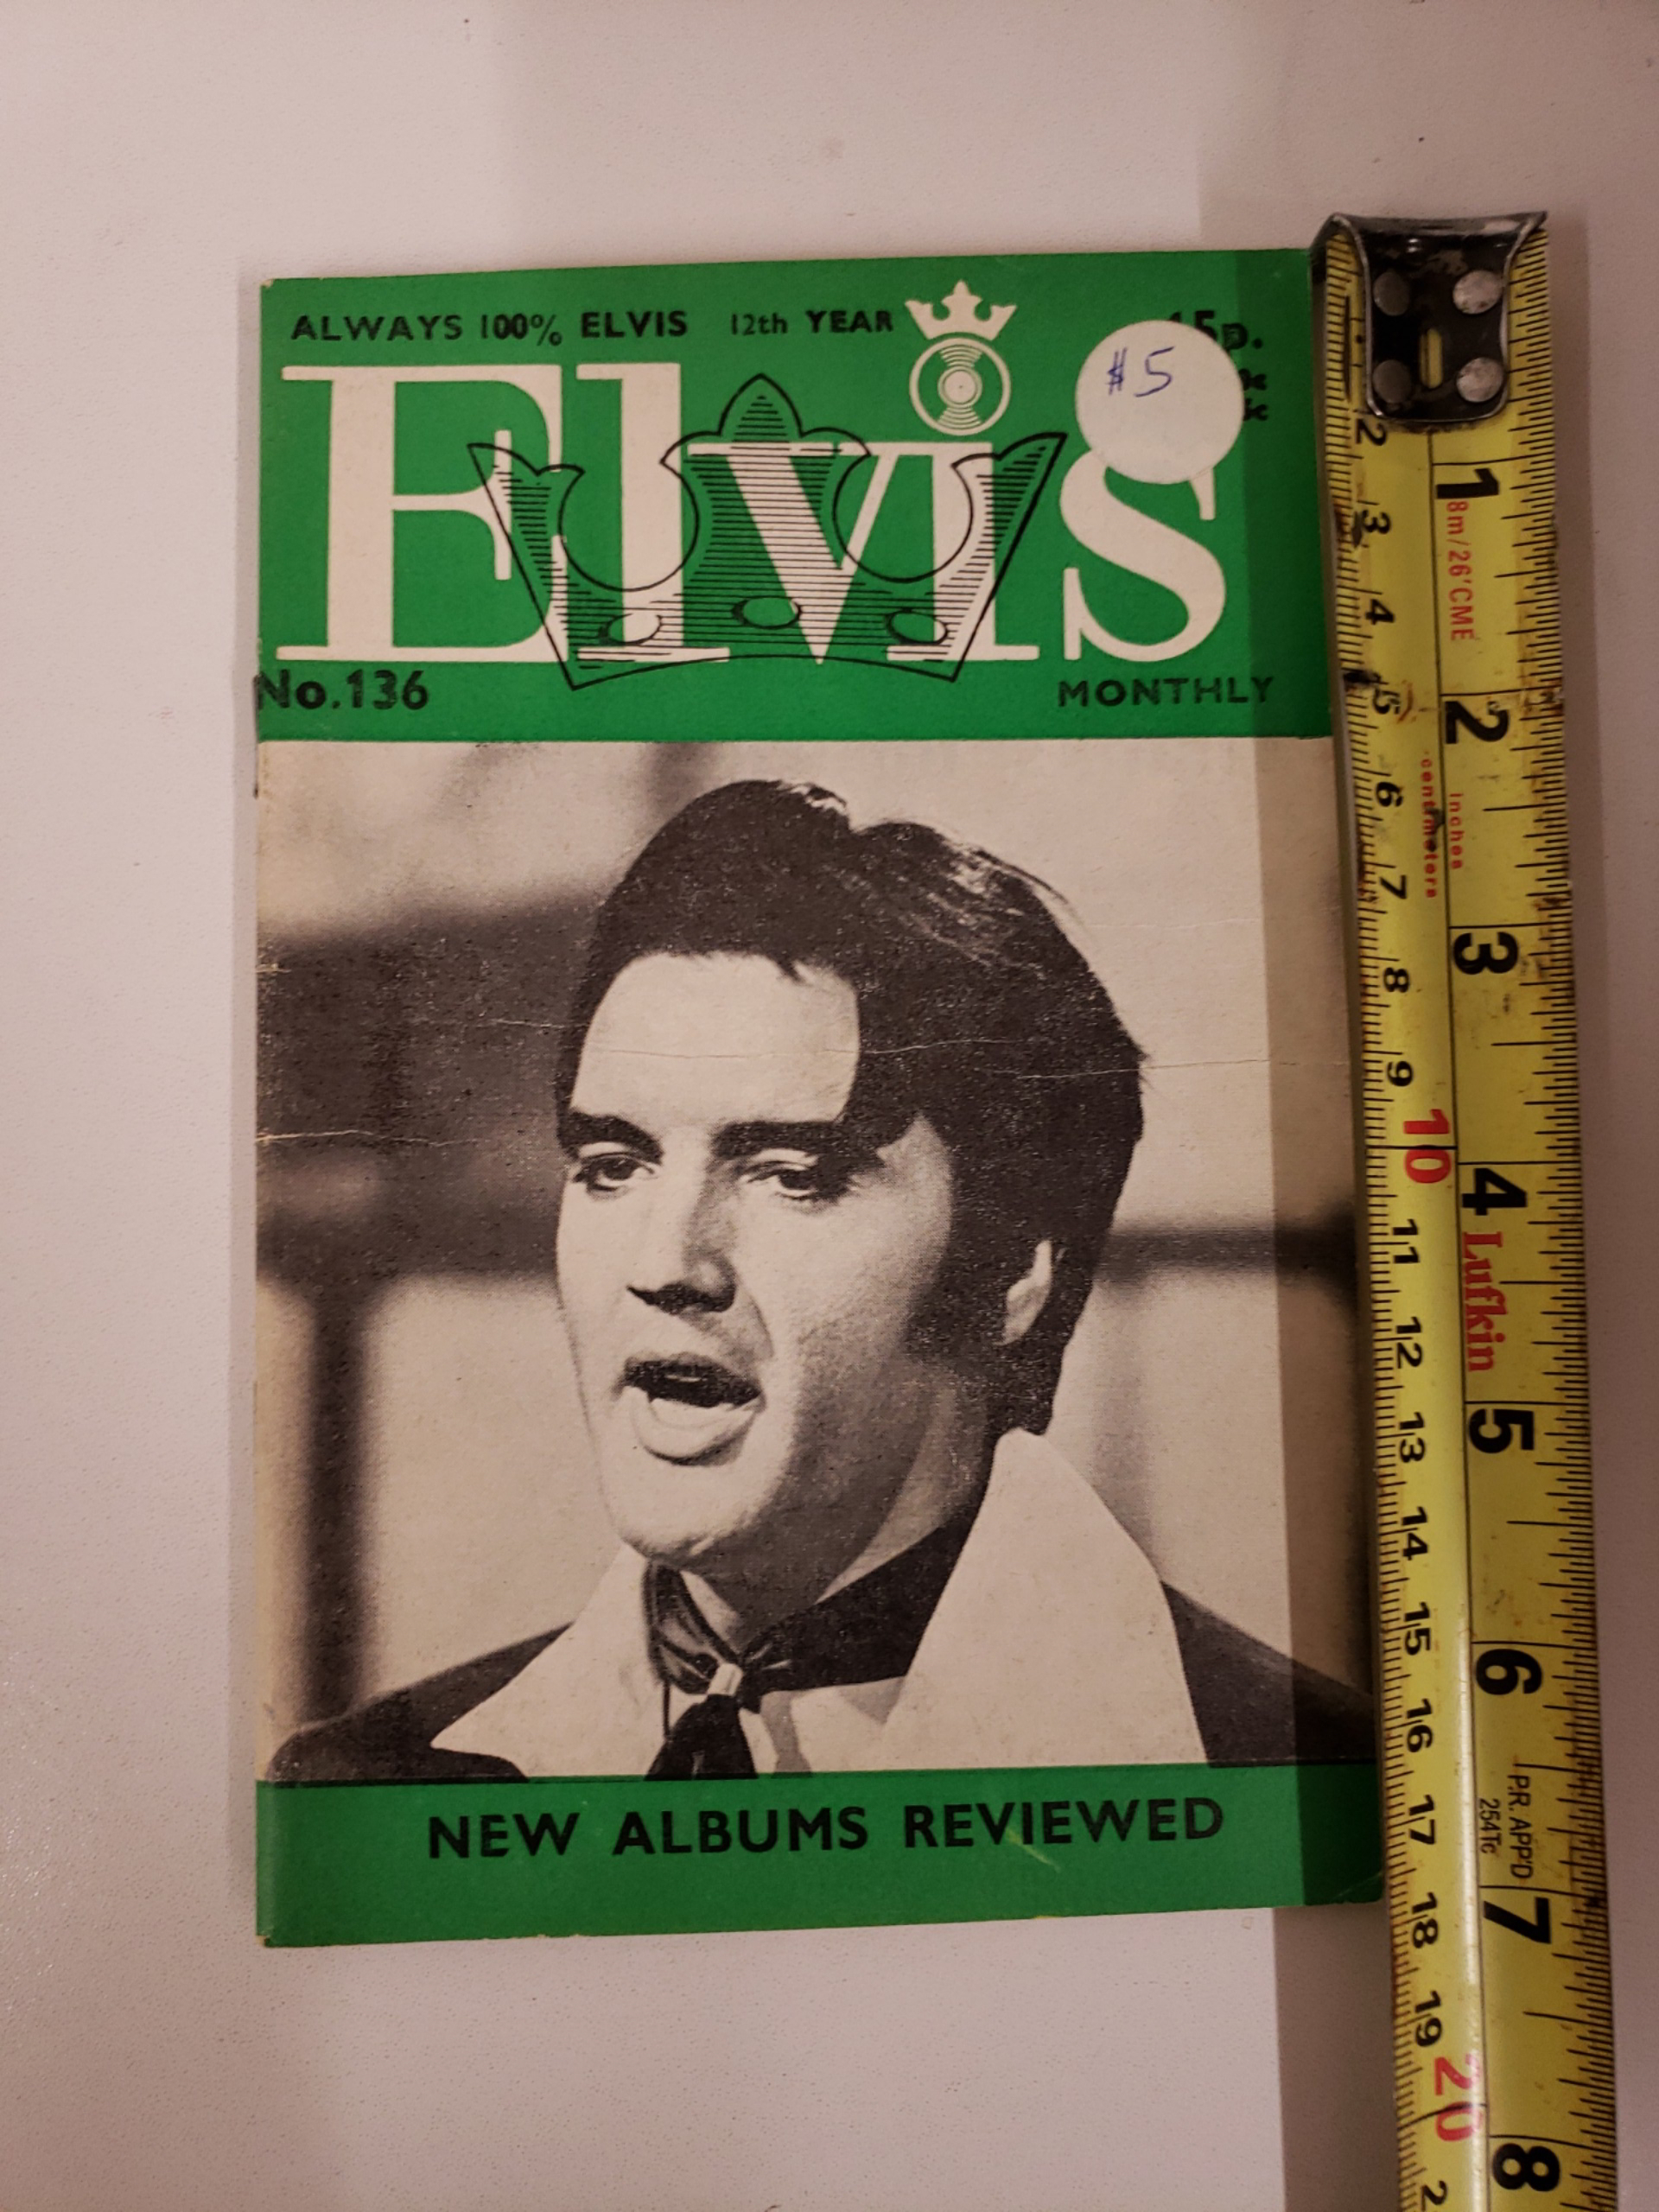 ALWAYS 100% ELVIS 12th YEAR
15p.
$5
Elvis
No.136
MONTHLY
NEW ALBUMS REVIEWED
2
3
4
5
6
7
8
9
10
11
12
13
14
15
16
17
18
19
20
centimeters
1
8m/26'CME
2
inches
3
4
Lufkin
5
6
P.R. APP'D
254Tc
7
8